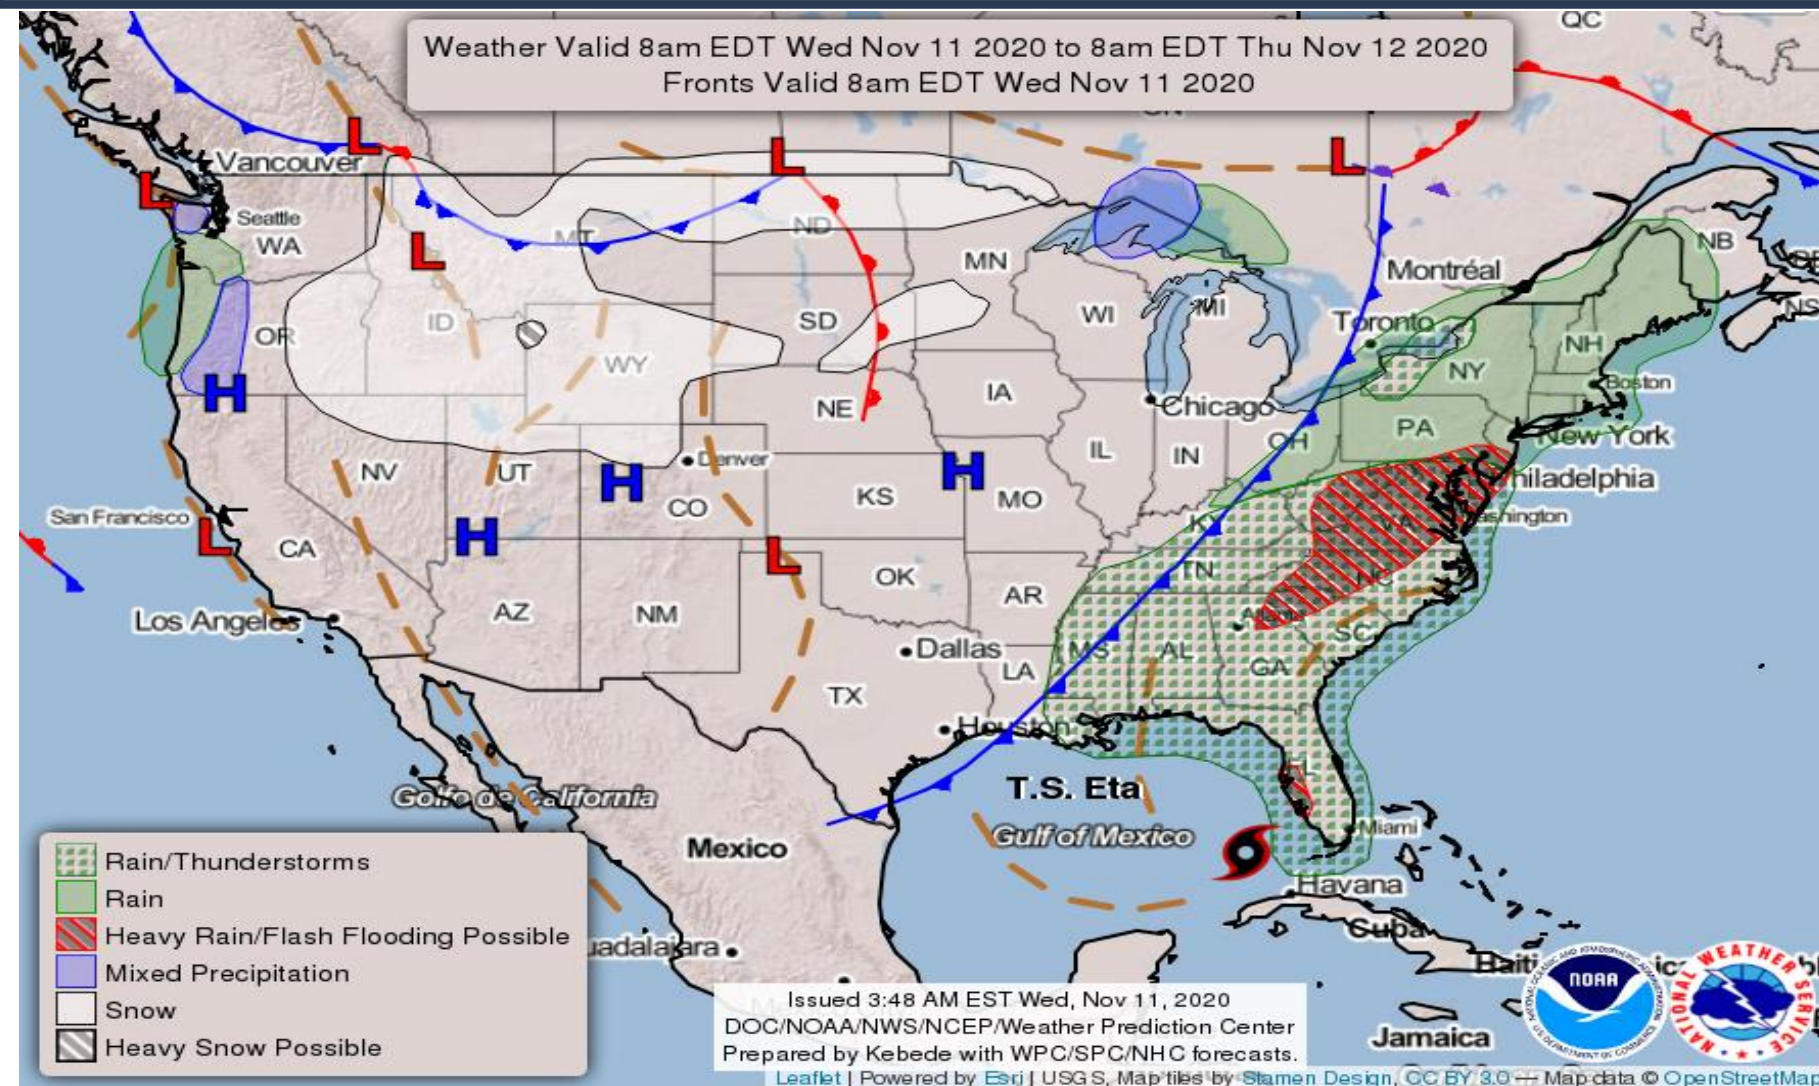 Weather Valid 8am EDT Wed Nov 11 2020 to 8am EDT Thu Nov 12 2020
Fronts Valid 8am EDT Wed Nov 11 2020
QC
L
L
L
Vancouver
L
Seattle
WA
MT
ND
MN
Montréal
NB
NS
L
OR
ID
WY
SD
WI
MI
Toronto
NY
NH
Boston
H
NE
IA
Chicago
OH
PA
New York
NV
UT
H
Denver
CO
KS
H
MO
IL
IN
Philadelphia
San Francisco
L
CA
H
L
OK
KY
VA
Washington
Los Angeles
AZ
NM
AR
TN
NC
Atlanta
SC
Dallas
LA
MS
AL
GA
TX
Houston
FL
T.S. Eta
Golfo de California
Gulf of Mexico
Miami
Mexico
Havana
Cuba
uadalajara
Haiti
Jamaica
Rain/Thunderstorms
Rain
Heavy Rain/Flash Flooding Possible
Mixed Precipitation
Snow
Heavy Snow Possible
Issued 3:48 AM EST Wed, Nov 11, 2020
DOC/NOAA/NWS/NCEP/Weather Prediction Center
Prepared by Kebede with WPC/SPC/NHC forecasts.
NOAA
NATIONAL WEATHER SERVICE
Leaflet | Powered by Esri | USGS, Map tiles by Stamen Design, CC BY 3.0 — Map data © OpenStreetMap